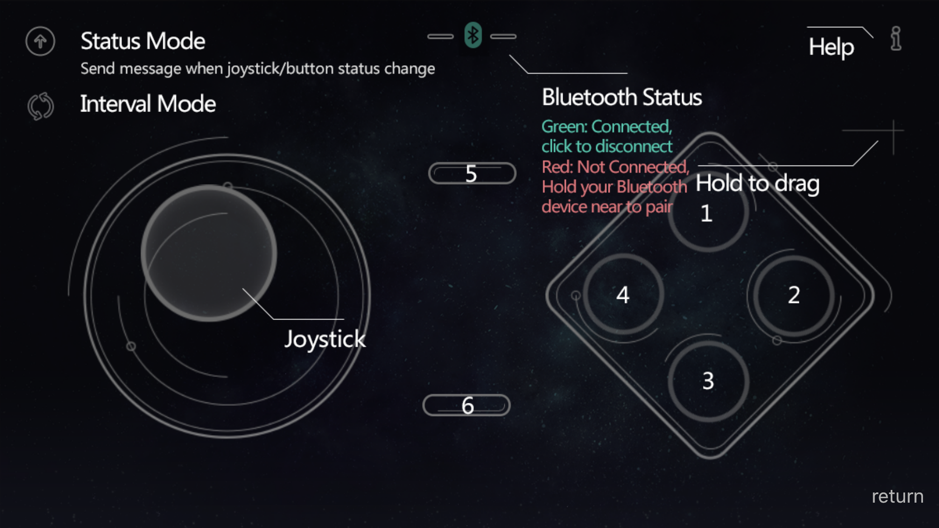 Status Mode
Send message when joystick/button status change
Interval Mode
Help
Bluetooth Status
Green: Connected,
click to disconnect
Red: Not Connected,
Hold your Bluetooth
device near to pair
Hold to drag
5
1
4
2
3
Joystick
6
return